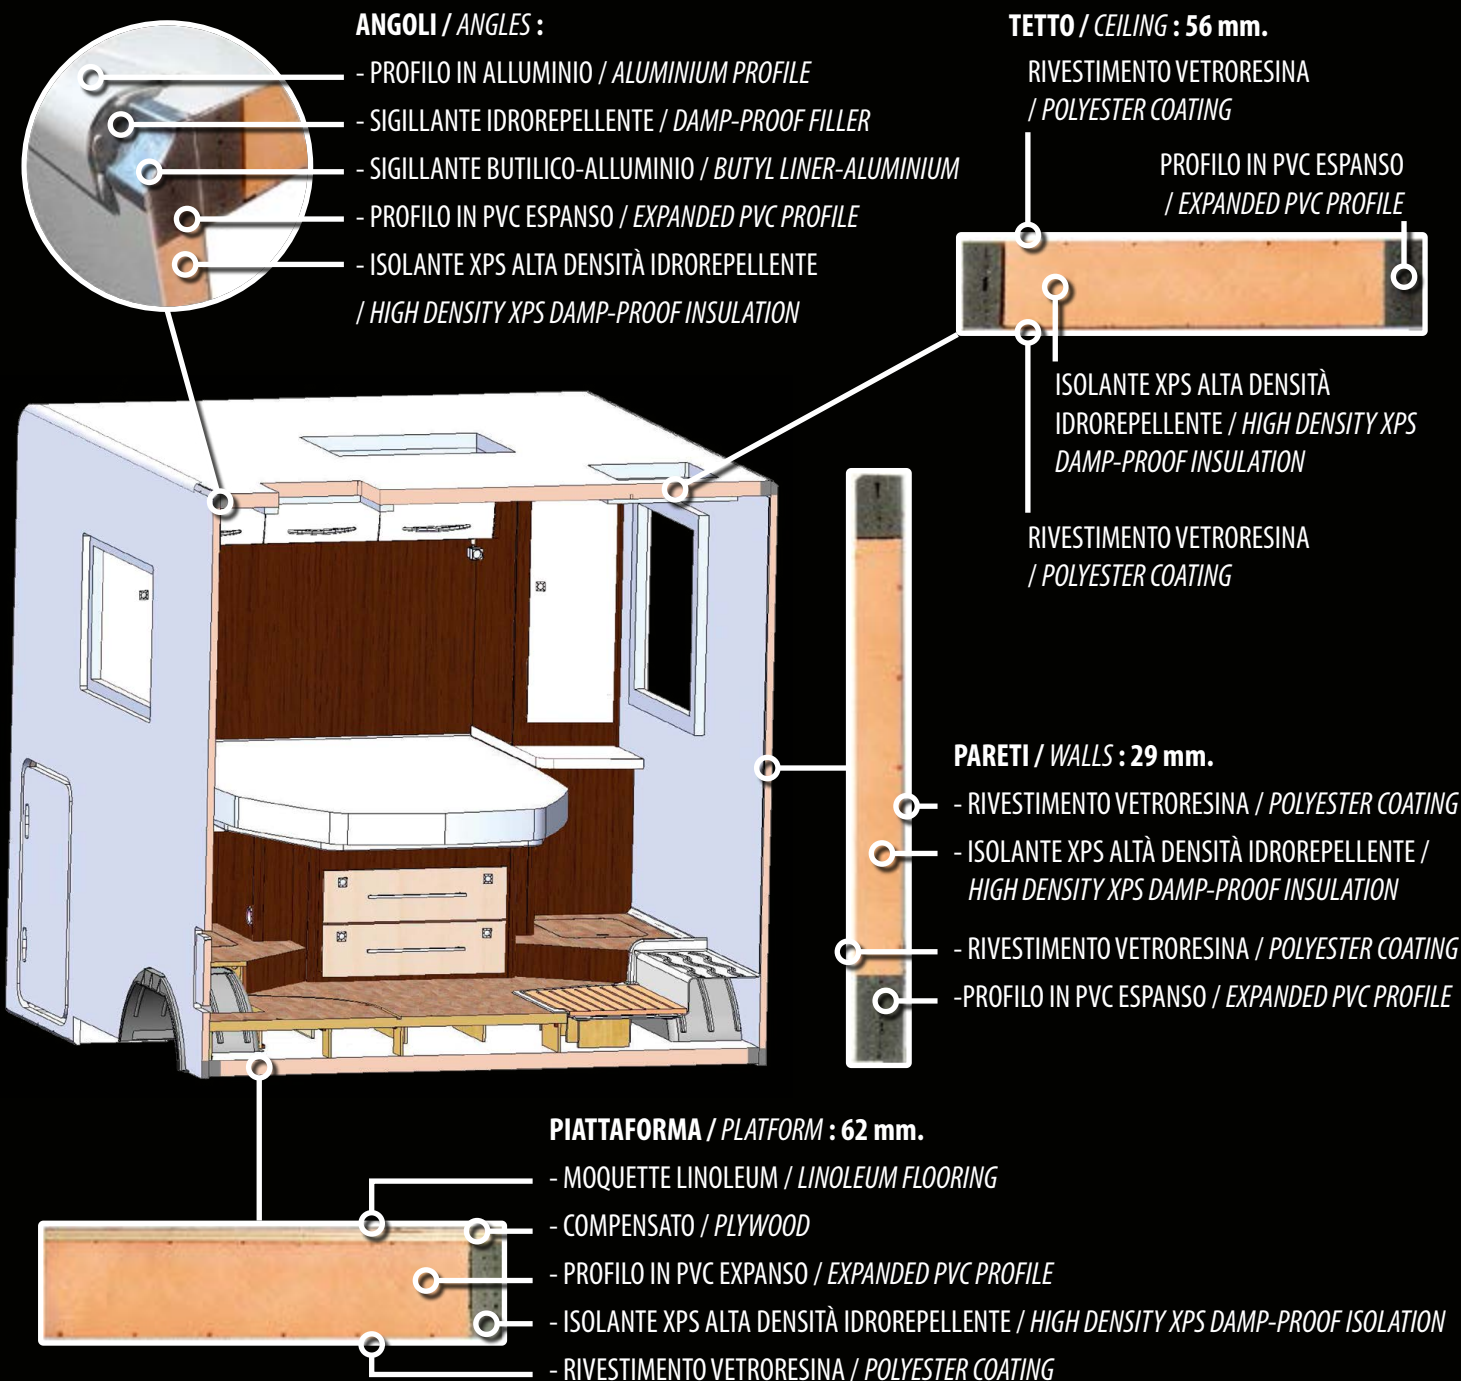 ANGOLI / ANGLES :
- PROFILO IN ALLUMINIO / ALUMINIUM PROFILE
- SIGILLANTE IDROREPELLENTE / DAMP-PROOF FILLER
- SIGILLANTE BUTILICO-ALLUMINIO / BUTYL LINER-ALUMINIUM
- PROFILO IN PVC ESPANSO / EXPANDED PVC PROFILE
- ISOLANTE XPS ALTA DENSITÀ IDROREPELLENTE
/ HIGH DENSITY XPS DAMP-PROOF INSULATION
TETTO / CEILING : 56 mm.
RIVESTIMENTO VETRORESINA
/ POLYESTER COATING
PROFILO IN PVC ESPANSO
/ EXPANDED PVC PROFILE
ISOLANTE XPS ALTA DENSITÀ
IDROREPELLENTE / HIGH DENSITY XPS
DAMP-PROOF INSULATION
RIVESTIMENTO VETRORESINA
/ POLYESTER COATING
PARETI / WALLS : 29 mm.
- RIVESTIMENTO VETRORESINA / POLYESTER COATING
- ISOLANTE XPS ALTÀ DENSITÀ IDROREPELLENTE /
HIGH DENSITY XPS DAMP-PROOF INSULATION
- RIVESTIMENTO VETRORESINA / POLYESTER COATING
-PROFILO IN PVC ESPANSO / EXPANDED PVC PROFILE
PIATTAFORMA / PLATFORM : 62 mm.
- MOQUETTE LINOLEUM / LINOLEUM FLOORING
- COMPENSATO / PLYWOOD
- PROFILO IN PVC EXPANSO / EXPANDED PVC PROFILE
- ISOLANTE XPS ALTA DENSITÀ IDROREPELLENTE / HIGH DENSITY XPS DAMP-PROOF ISOLATION
- RIVESTIMENTO VETRORESINA / POLYESTER COATING